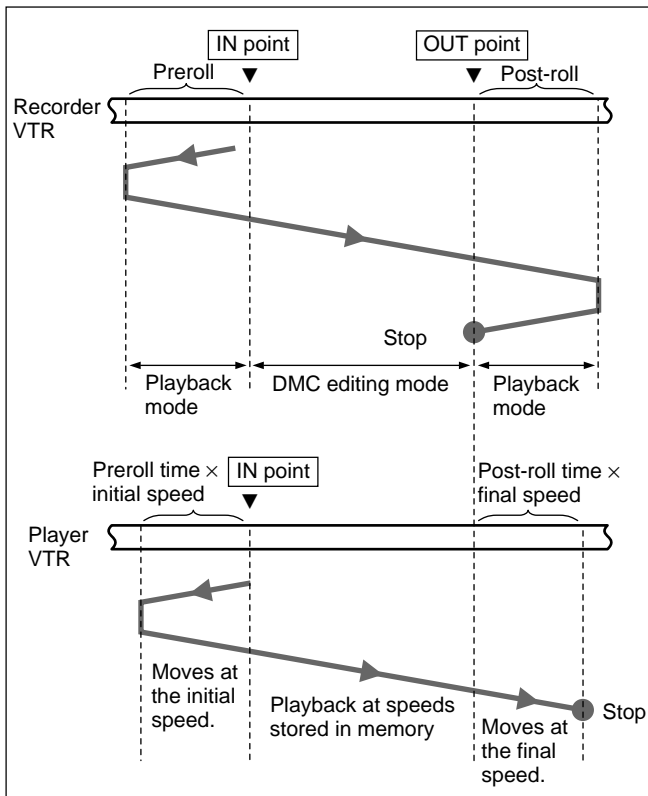 IN point
OUT point
Preroll
▼
▼
Post-roll
Recorder
VTR
Stop
Playback
mode
DMC editing mode
Playback
mode
Preroll time ×
initial speed
IN point
▼
Post-roll time ×
final speed
Player
VTR
Moves at
the initial
speed.
Playback at speeds
stored in memory
Moves at
the final
speed.
Stop